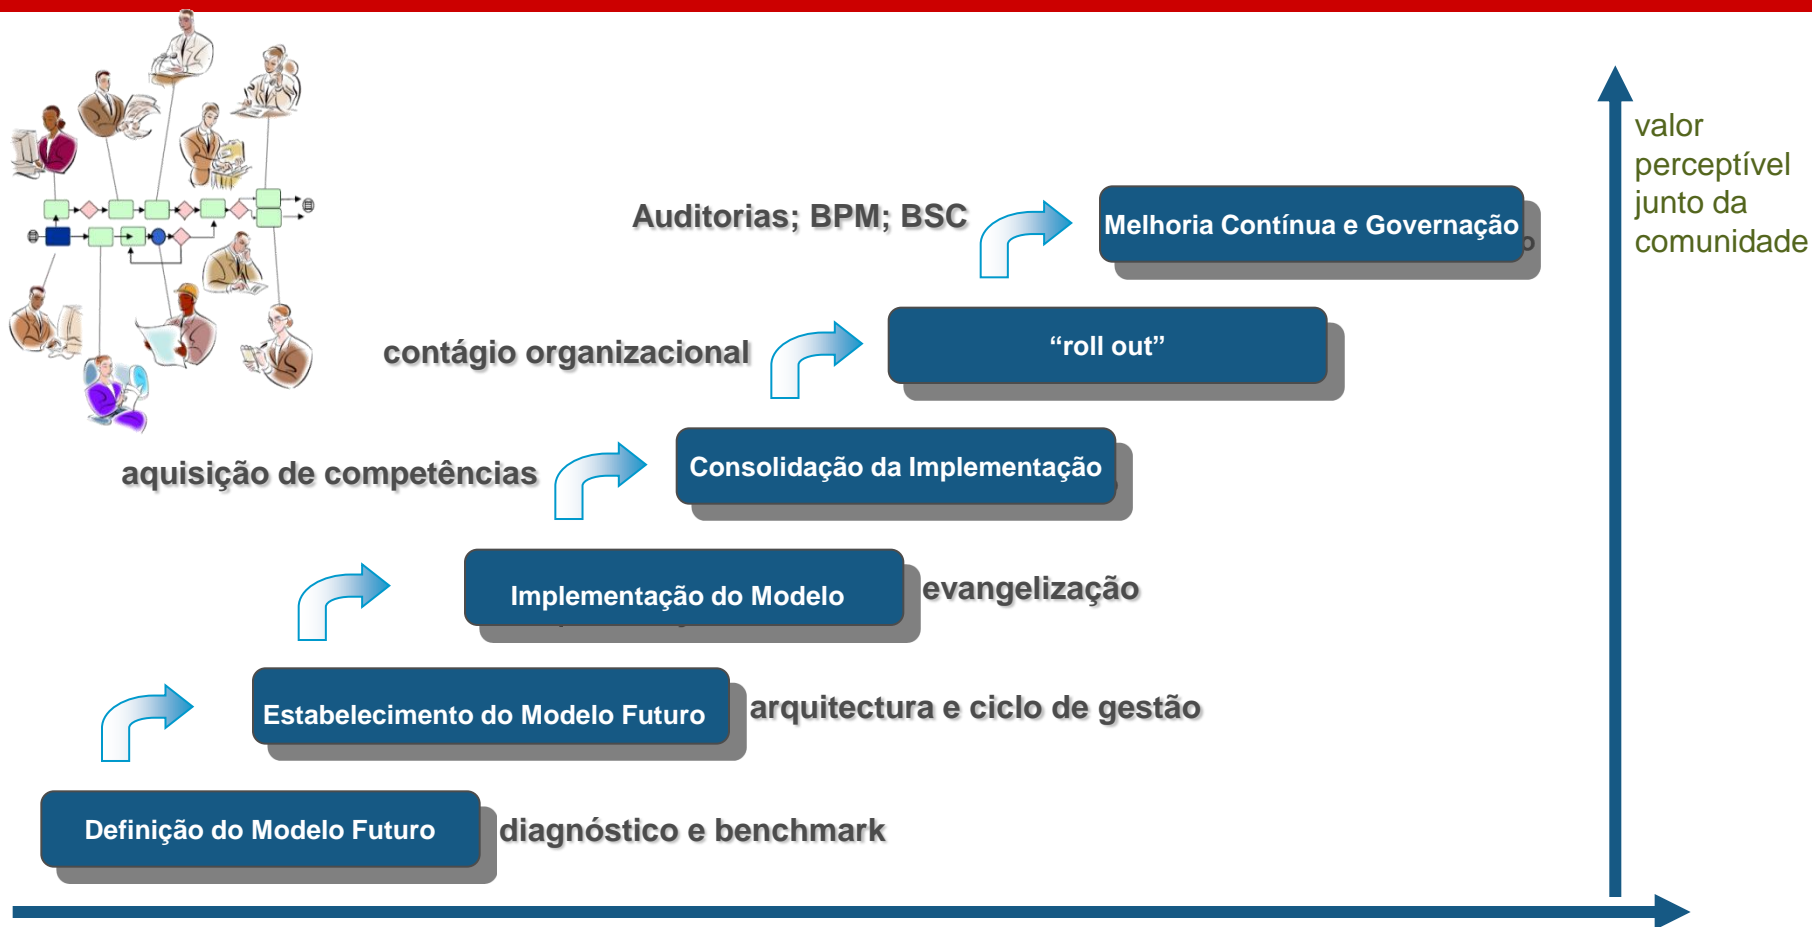 valor
perceptível
junto da
comunidade
Auditorias; BPM; BSC
Melhoria Contínua e Governação
contágio organizacional
“roll out”
aquisição de competências
Consolidação da Implementação
Implementação do Modelo
evangelização
Estabelecimento do Modelo Futuro
arquitectura e ciclo de gestão
Definição do Modelo Futuro
diagnóstico e benchmark